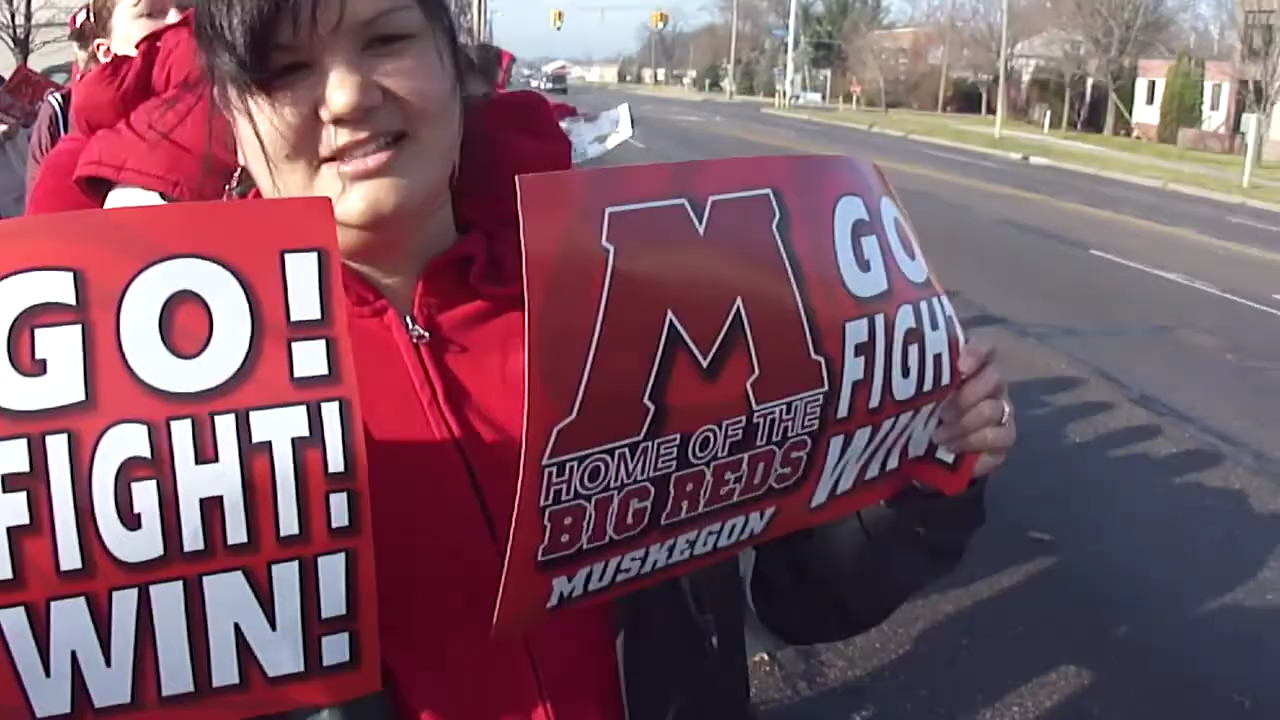 GO!
FIGHT!
WIN!
M
HOME OF THE
BIG REDS
MUSKEGON
GO
FIGHT
WIN